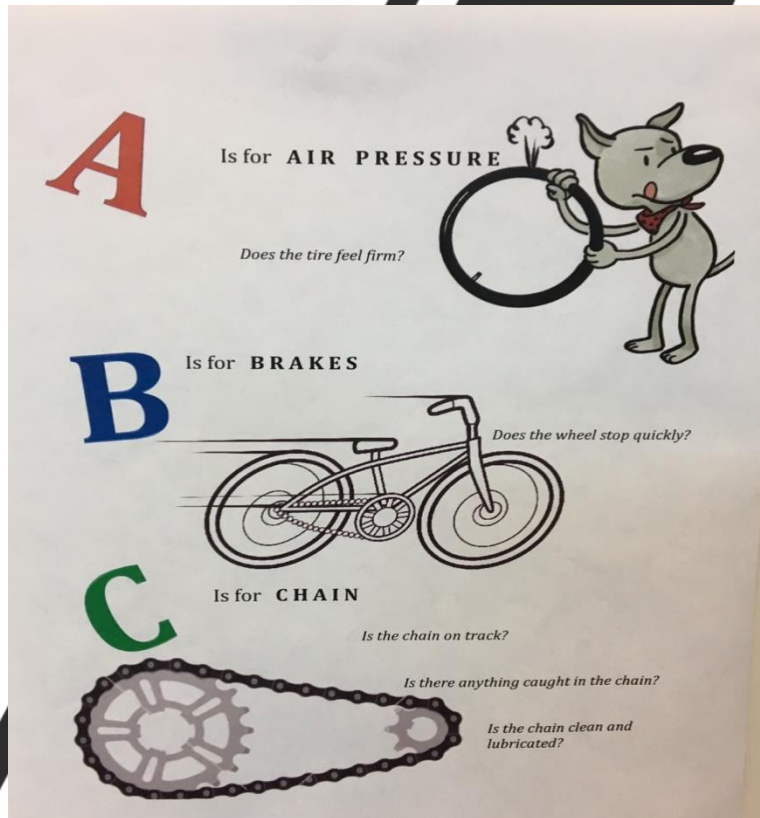 A Is for AIR PRESSURE
Does the tire feel firm?
B Is for BRAKES
Does the wheel stop quickly?
C Is for CHAIN
Is the chain on track?
Is there anything caught in the chain?
Is the chain clean and
lubricated?